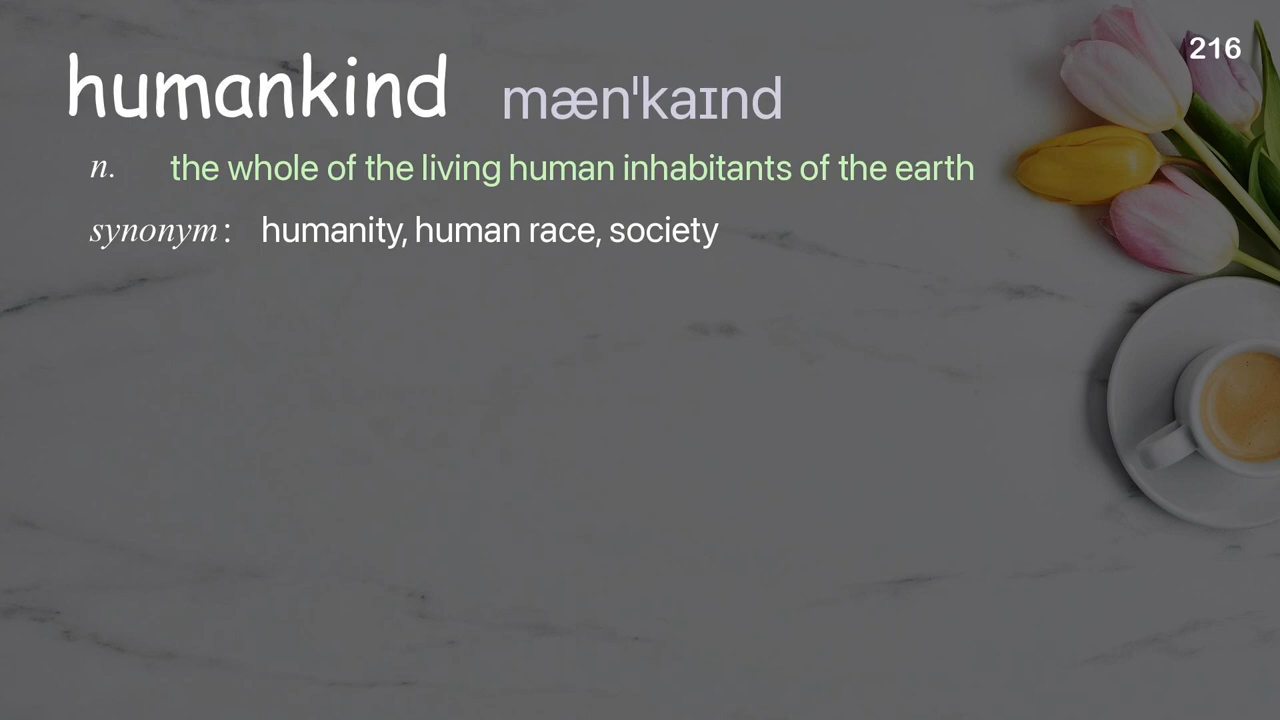 humankind mæn'kaɪnd
216
n. the whole of the living human inhabitants of the earth
synonym : humanity, human race, society